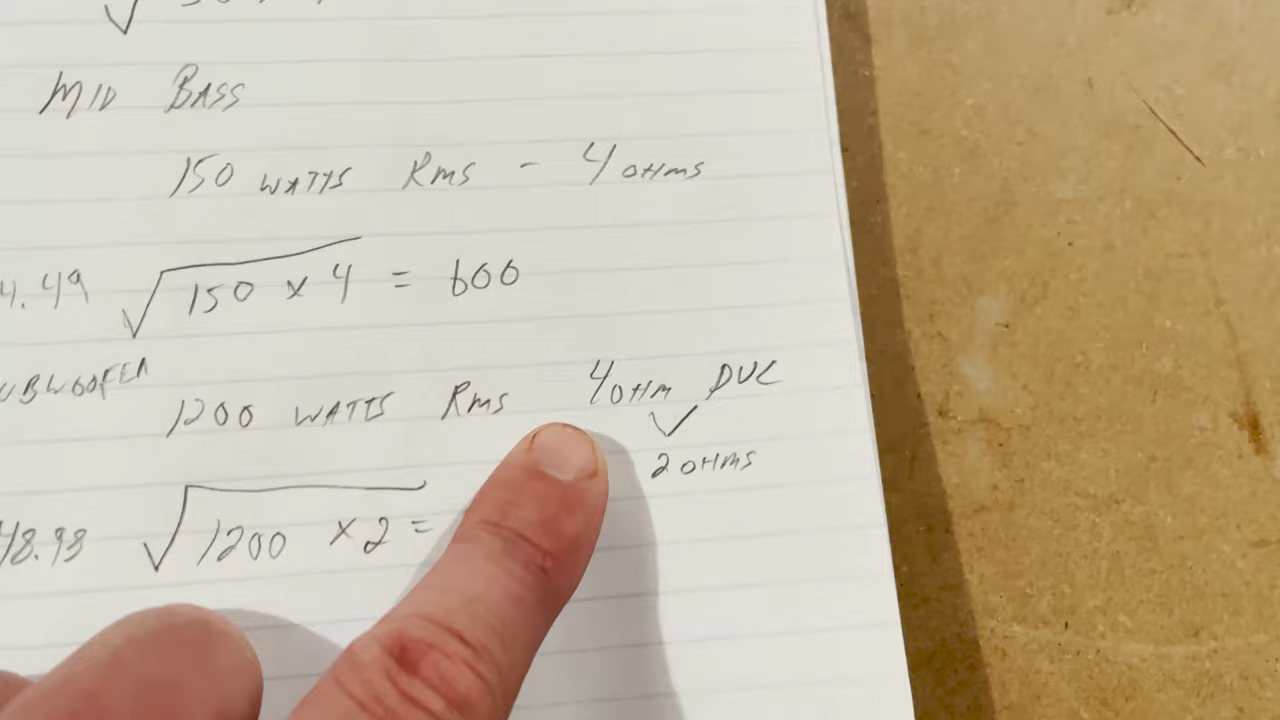 MID BASS
150 WATTS RMS - 4 OHMS
4.49 √150 x 4 = 600
UBWOOFER
1200 WATTS RMS 4 OHM DVC
2 OHMS
48.98 √1200 x 2 =